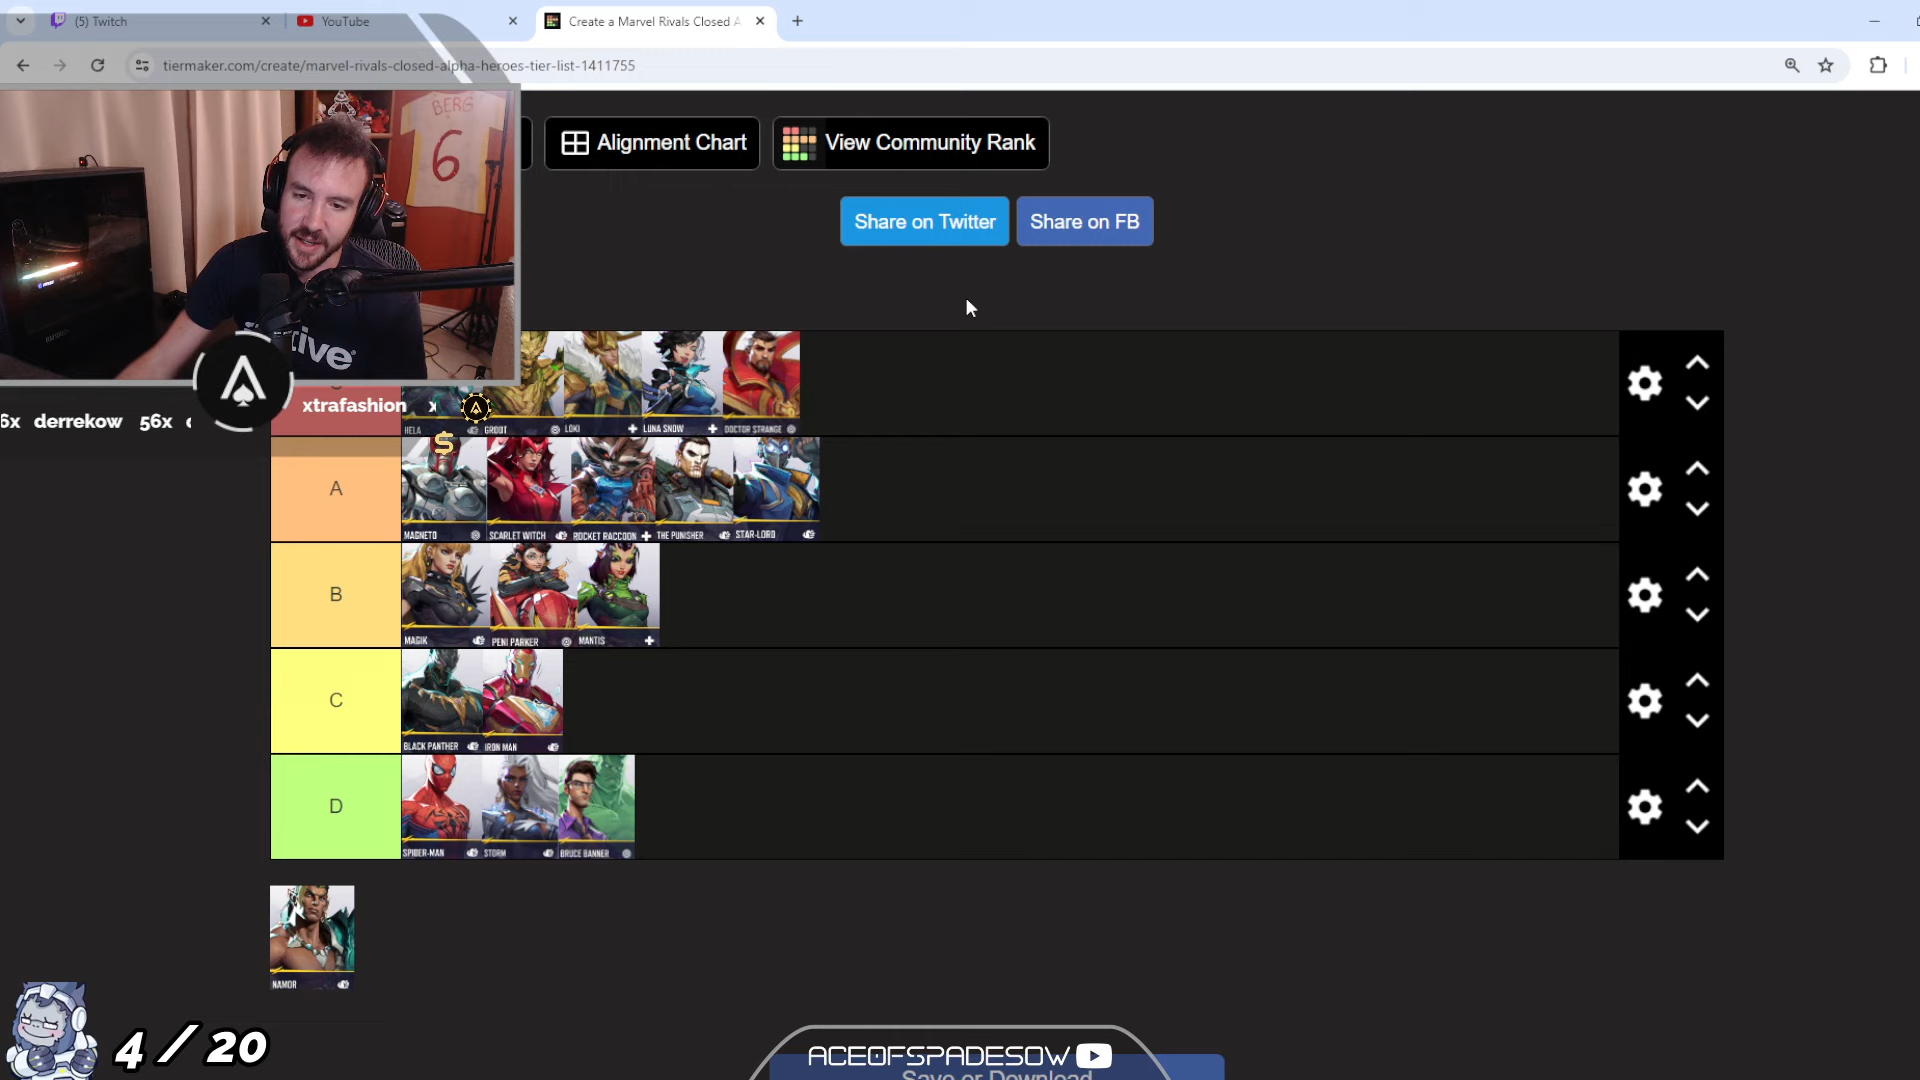 (5) Twitch
YouTube
Create a Marvel Rivals Closed A
tiermaker.com/create/marvel-rivals-closed-alpha-heroes-tier-list-1411755
BERG
6
Alignment Chart
View Community Rank
Share on Twitter
Share on FB
6x derrekow 56x
xtrafashion x
HELA
GROOT
LOKI
LUNA SNOW
DOCTOR STRANGE
A
MAGNETO
SCARLET WITCH
ROCKET RACCOON
THE PUNISHER
STAR-LORD
B
MAGIK
PENI PARKER
MANTIS
C
BLACK PANTHER
IRON MAN
D
SPIDER-MAN
STORM
BRUCE BANNER
NAMOR
4/20
ACEOFSPADESOW
Save or Download